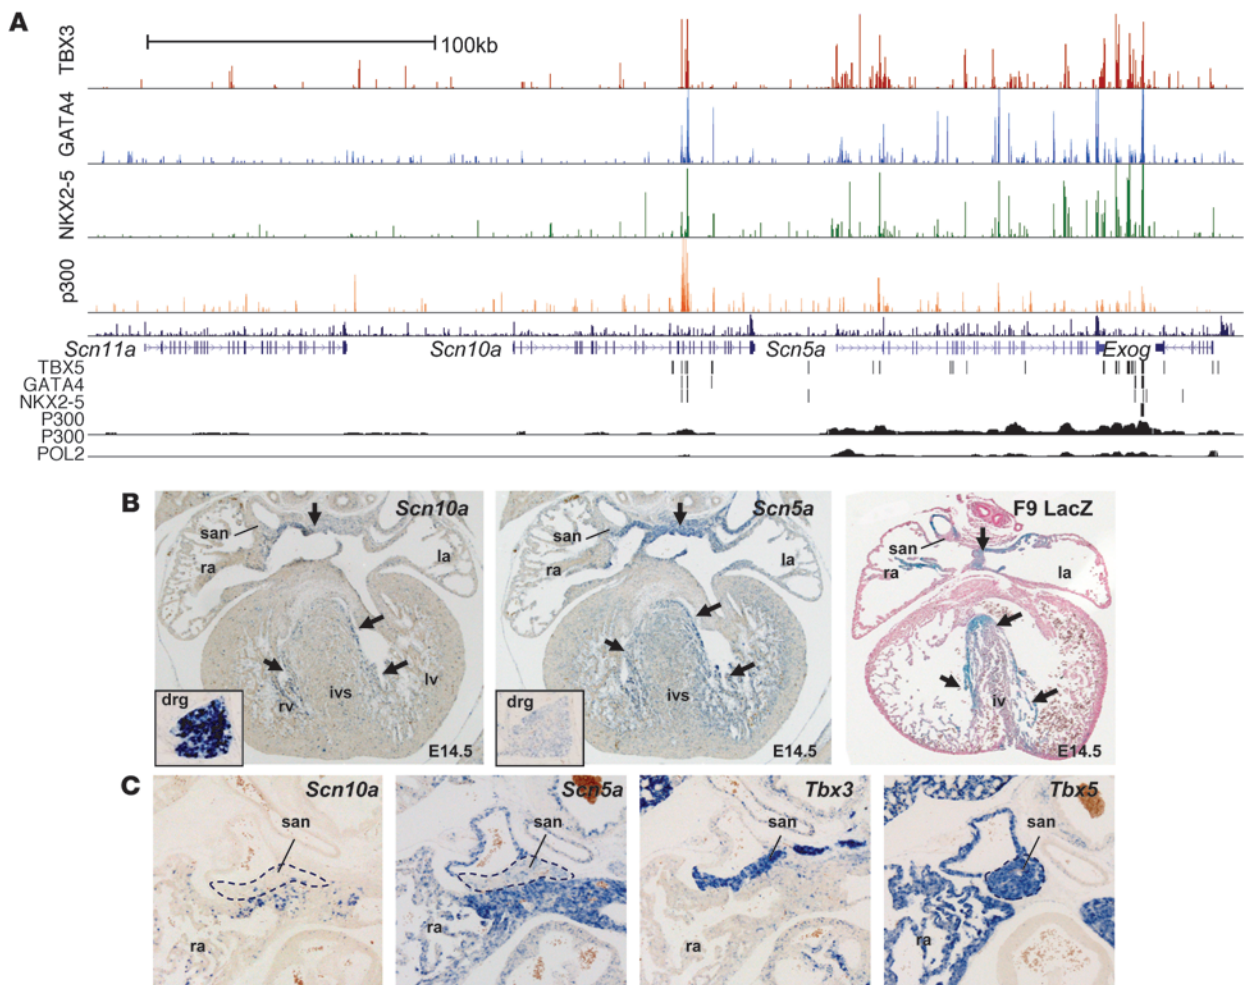 A
TBX3
100kb
GATA4
NKX2-5
p300
Scn11a
Scn10a
Scn5a
Exog
TBX5
GATA4
NKX2-5
P300
P300
POL2
B
Scn10a
san
ra
la
rv
ivs
lv
drg
E14.5
Scn5a
san
ra
la
ivs
drg
E14.5
F9 LacZ
san
ra
la
iv
E14.5
C
Scn10a
san
ra
Scn5a
san
ra
Tbx3
san
ra
Tbx5
san
ra